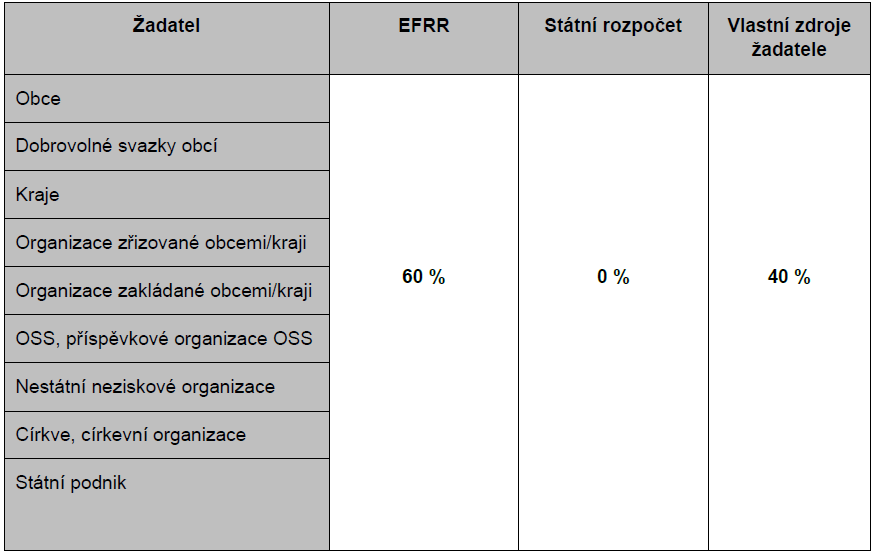 Žadatel
EFRR
Státní rozpočet
Vlastní zdroje
žadatele
Obce
Dobrovolné svazky obcí
Kraje
Organizace zřizované obcemi/kraji
Organizace zakládané obcemi/kraji
OSS, příspěvkové organizace OSS
Nestátní neziskové organizace
Církve, církevní organizace
Státní podnik
60 %
0 %
40 %